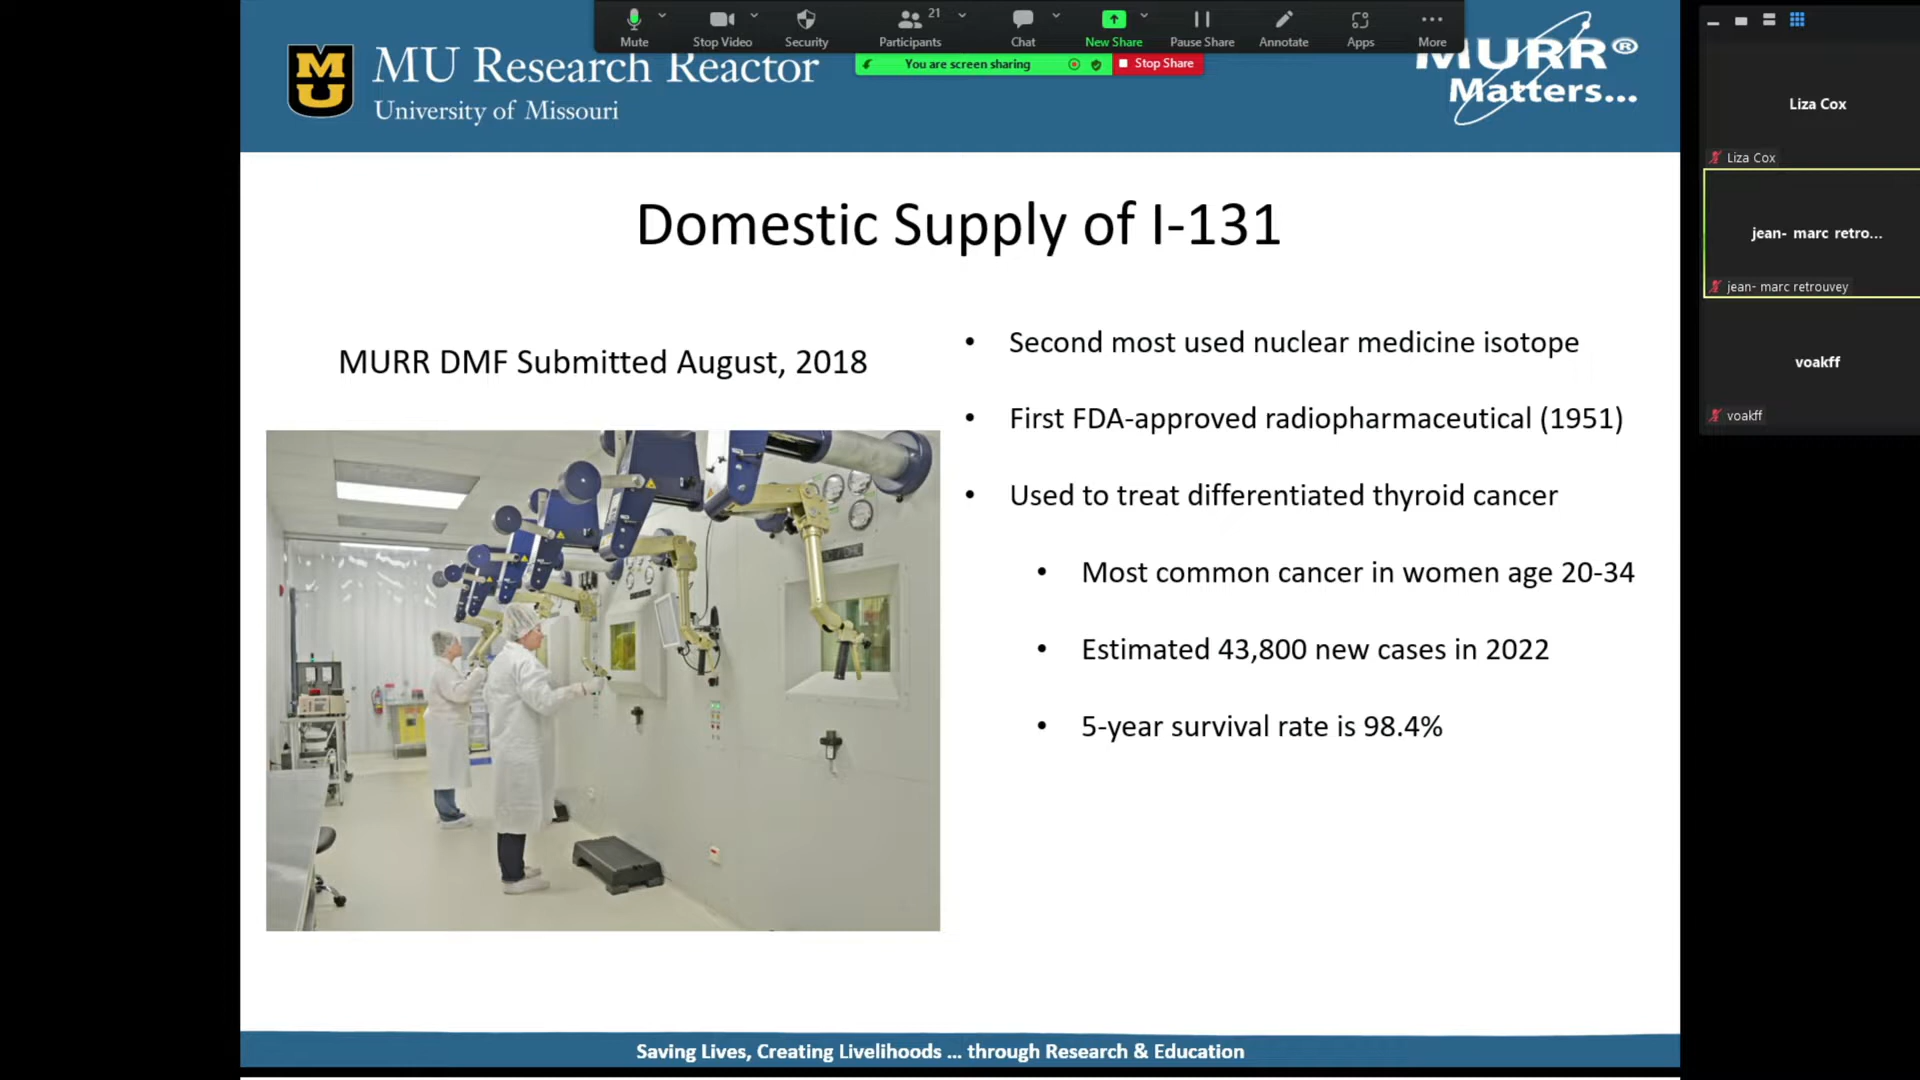 Mute
Stop Video
Security
Participants
21
Chat
New Share
Pause Share
Annotate
Apps
More
You are screen sharing
Stop Share
MU
MU Research Reactor
University of Missouri
MURR®
Matters...
Domestic Supply of I-131
MURR DMF Submitted August, 2018
• Second most used nuclear medicine isotope
• First FDA-approved radiopharmaceutical (1951)
• Used to treat differentiated thyroid cancer
• Most common cancer in women age 20-34
• Estimated 43,800 new cases in 2022
• 5-year survival rate is 98.4%
Saving Lives, Creating Livelihoods ... through Research & Education
Liza Cox
Liza Cox
jean- marc retro...
jean- marc retrouvey
voakff
voakff